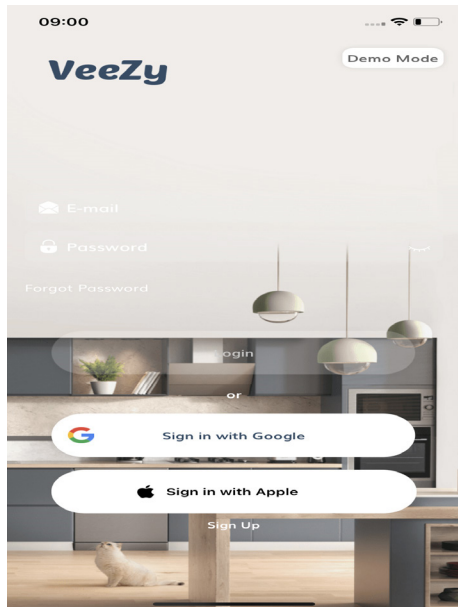 09:00
VeeZy
Demo Mode
E-mail
Password
Forgot Password
Login
or
Sign in with Google
Sign in with Apple
Sign Up